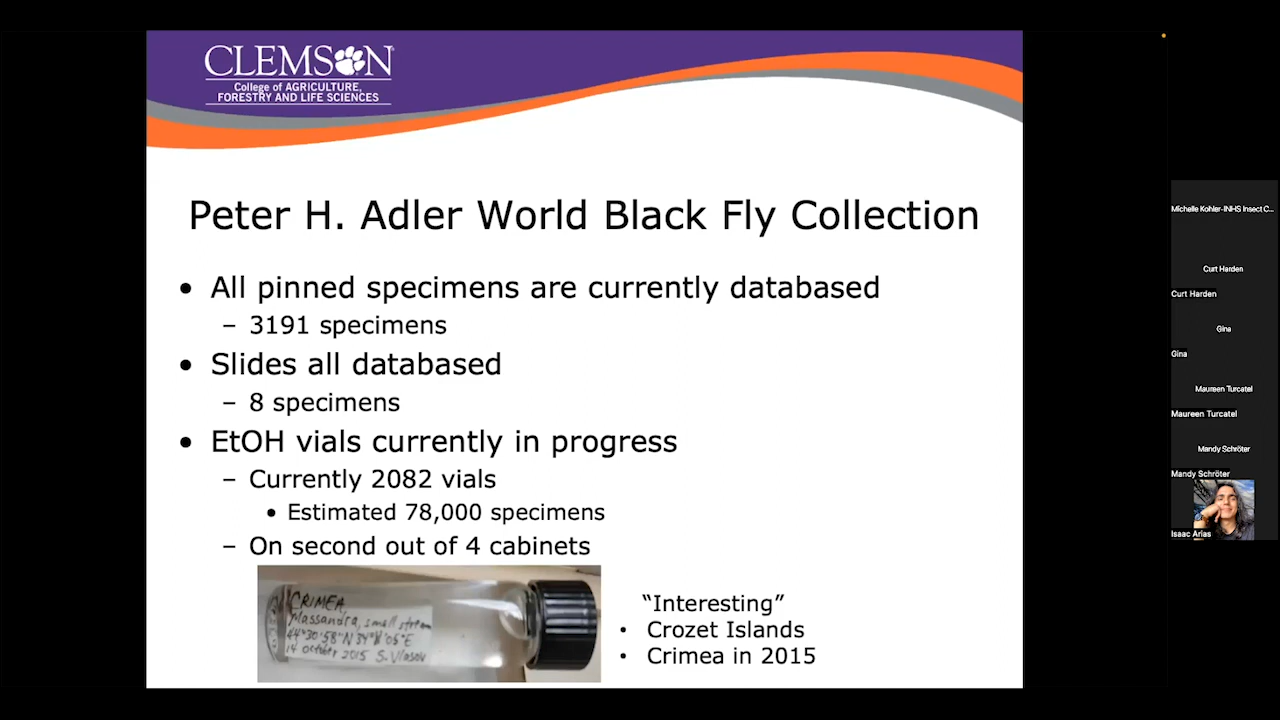 CLEMSON
College of AGRICULTURE,
FORESTRY AND LIFE SCIENCES
Peter H. Adler World Black Fly Collection
• All pinned specimens are currently databased
– 3191 specimens
• Slides all databased
– 8 specimens
• EtOH vials currently in progress
– Currently 2082 vials
• Estimated 78,000 specimens
– On second out of 4 cabinets
CRIMEA,
Massandra, small stream
44°30'58"N
14 October 2015 S. Vlasov
“Interesting”
• Crozet Islands
• Crimea in 2015
Michelle Kohler-INHS Insect C...
Curt Harden
Curt Harden
Gina
Gina
Maureen Turcatel
Maureen Turcatel
Mandy Schröter
Mandy Schröter
Isaac Arias